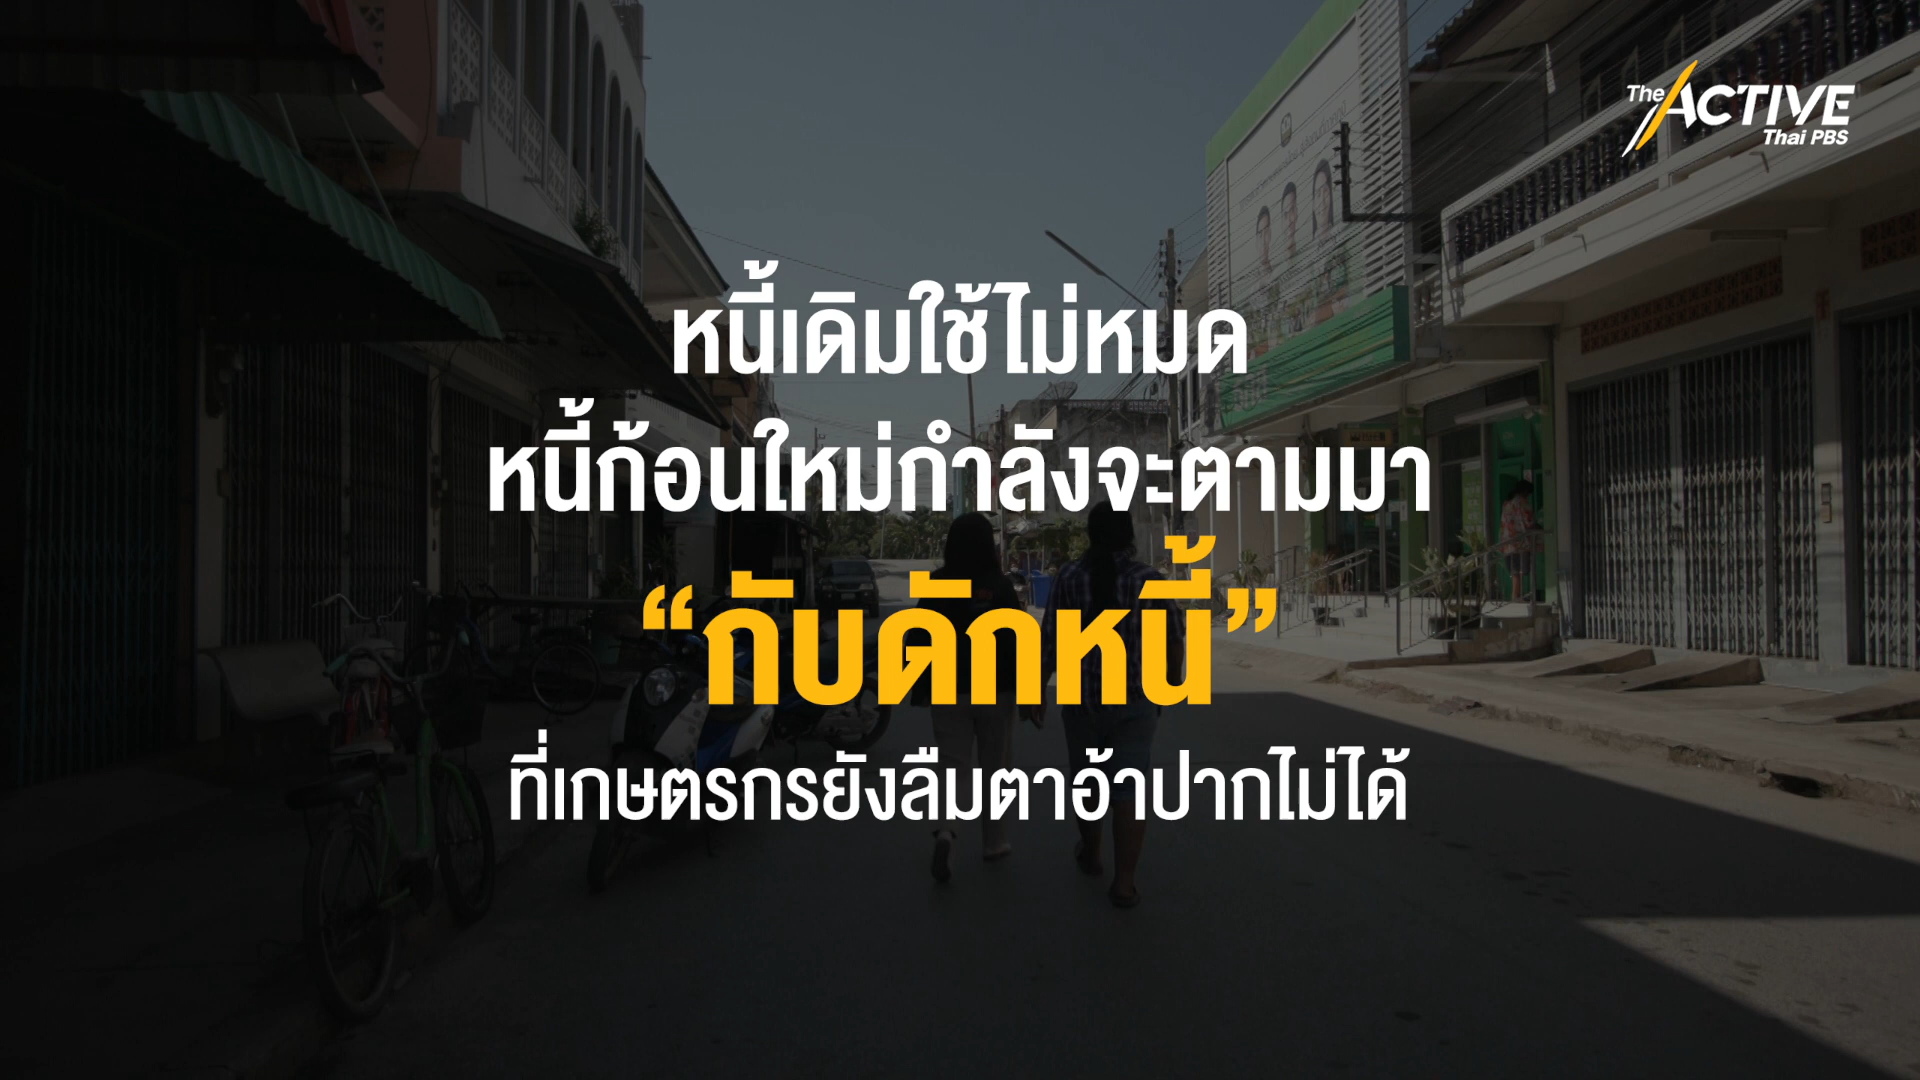 The ACTIVE
Thai PBS
หนี้เดิมใช้ไม่หมด
หนี้ก้อนใหม่กำลังจะตามมา
“กับดักหนี้”
ที่เกษตรกรยังลืมตาอ้าปากไม่ได้